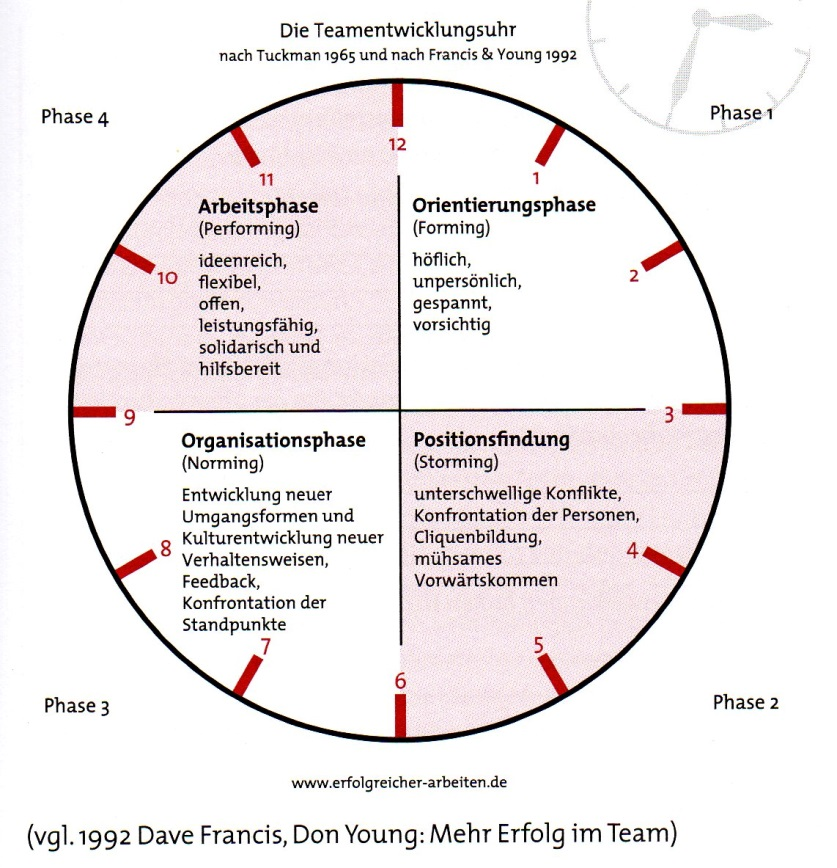 Die Teamentwicklungsuhr
nach Tuckman 1965 und nach Francis & Young 1992
Phase 4
Phase 1
12
11
1
Arbeitsphase
(Performing)
ideenreich,
flexibel,
offen,
leistungsfähig,
solidarisch und
hilfsbereit
Orientierungsphase
(Forming)
höflich,
unpersönlich,
gespannt,
vorsichtig
10
2
9
3
Organisationsphase
(Norming)
Entwicklung neuer
Umgangsformen und
Kulturentwicklung neuer
Verhaltensweisen,
Feedback,
Konfrontation der
Standpunkte
Positionsfindung
(Storming)
unterschwellige Konflikte,
Konfrontation der Personen,
Cliquenbildung,
mühsames
Vorwärtskommen
8
4
7
5
6
Phase 3
Phase 2
www.erfolgreicher-arbeiten.de
(vgl. 1992 Dave Francis, Don Young: Mehr Erfolg im Team)